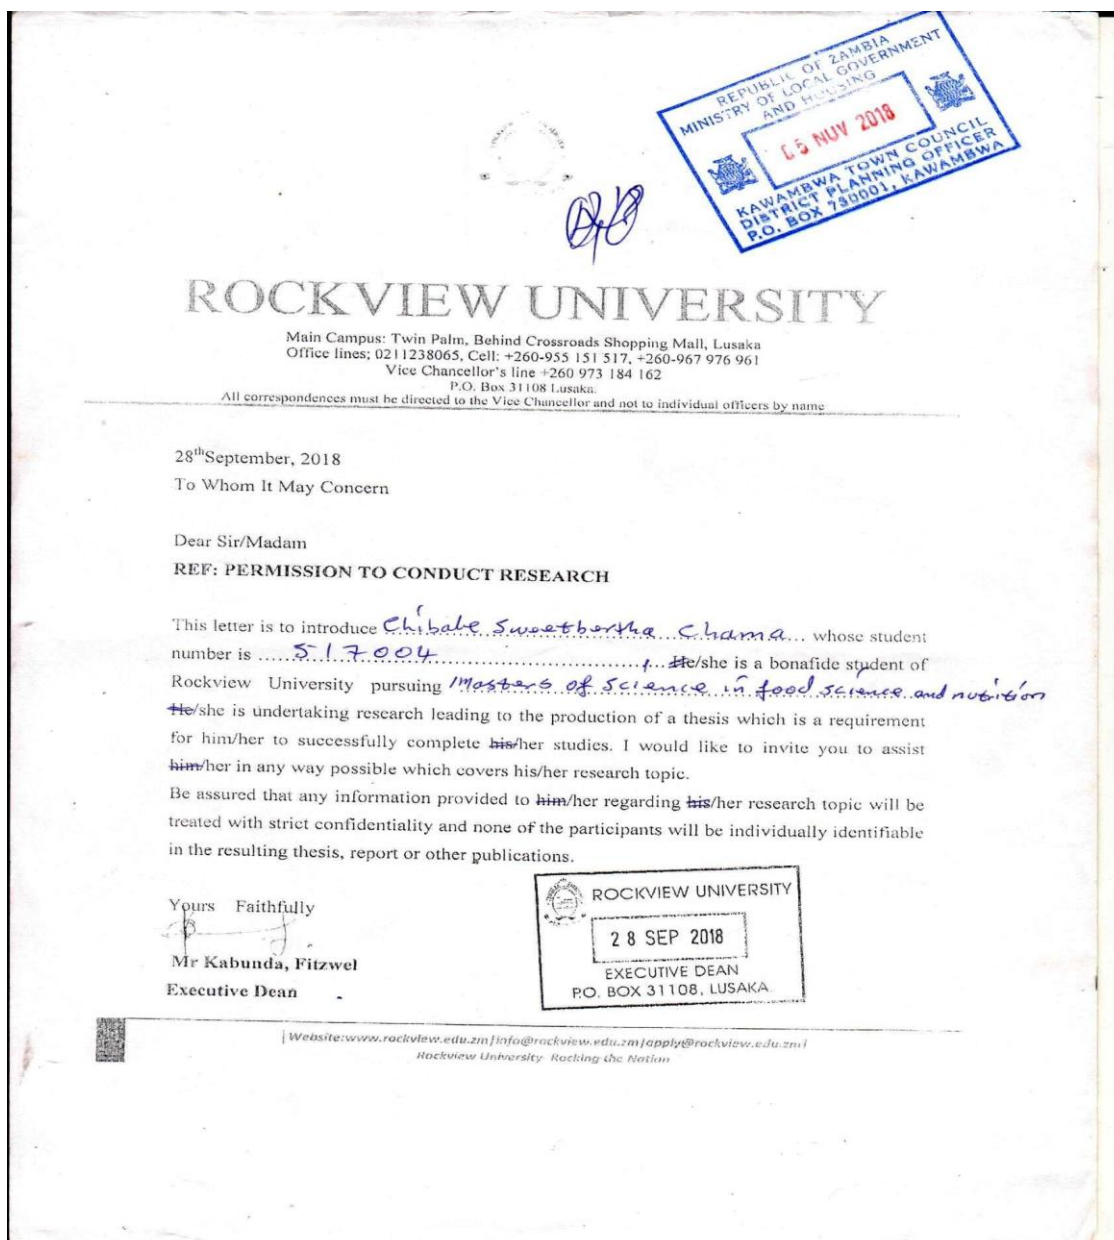 REPUBLIC OF ZAMBIA
MINISTRY OF LOCAL GOVERNMENT
AND HOUSING
05 NOV 2018
KAWAMBWA TOWN COUNCIL
DISTRICT PLANNING OFFICER
P.O. BOX 730001, KAWAMBWA
ROCKVIEW UNIVERSITY
Main Campus: Twin Palm, Behind Crossroads Shopping Mall, Lusaka
Office lines; 0211238065, Cell: +260-955 151 517, +260-967 976 961
Vice Chancellor's line +260 973 184 162
P.O. Box 31108 Lusaka.
All correspondences must be directed to the Vice Chancellor and not to individual officers by name
28thSeptember, 2018
To Whom It May Concern
Dear Sir/Madam
REF: PERMISSION TO CONDUCT RESEARCH
This letter is to introduce Chibale Sweetbertha Chama... whose student
number is ..... 517004 ..... He/she is a bonafide student of
Rockview University pursuing Masters of Science in food science and nutrition
He/she is undertaking research leading to the production of a thesis which is a requirement
for him/her to successfully complete his/her studies. I would like to invite you to assist
him/her in any way possible which covers his/her research topic.
Be assured that any information provided to him/her regarding his/her research topic will be
treated with strict confidentiality and none of the participants will be individually identifiable
in the resulting thesis, report or other publications.
Yours Faithfully
Mr Kabunda, Fitzwel
Executive Dean
ROCKVIEW UNIVERSITY
28 SEP 2018
EXECUTIVE DEAN
P.O. BOX 31108, LUSAKA
| Website:www.rockview.edu.zm|info@rockview.edu.zm|apply@rockview.edu.zm|
Rockview University Rocking the Nation